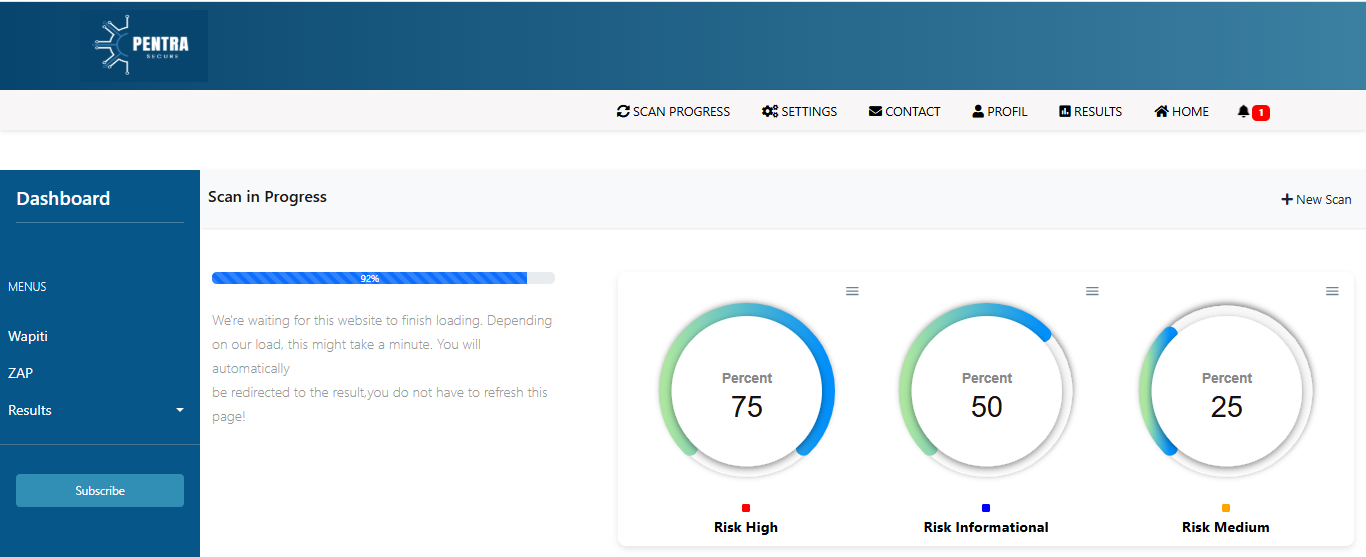 PENTRA
SECURE
SCAN PROGRESS
SETTINGS
CONTACT
PROFIL
RESULTS
HOME
1
Dashboard
MENUS
Wapiti
ZAP
Results
Subscribe
Scan in Progress
New Scan
92%
We're waiting for this website to finish loading. Depending
on our load, this might take a minute. You will
automatically
be redirected to the result,you do not have to refresh this
page!
Percent
75
Risk High
Percent
50
Risk Informational
Percent
25
Risk Medium